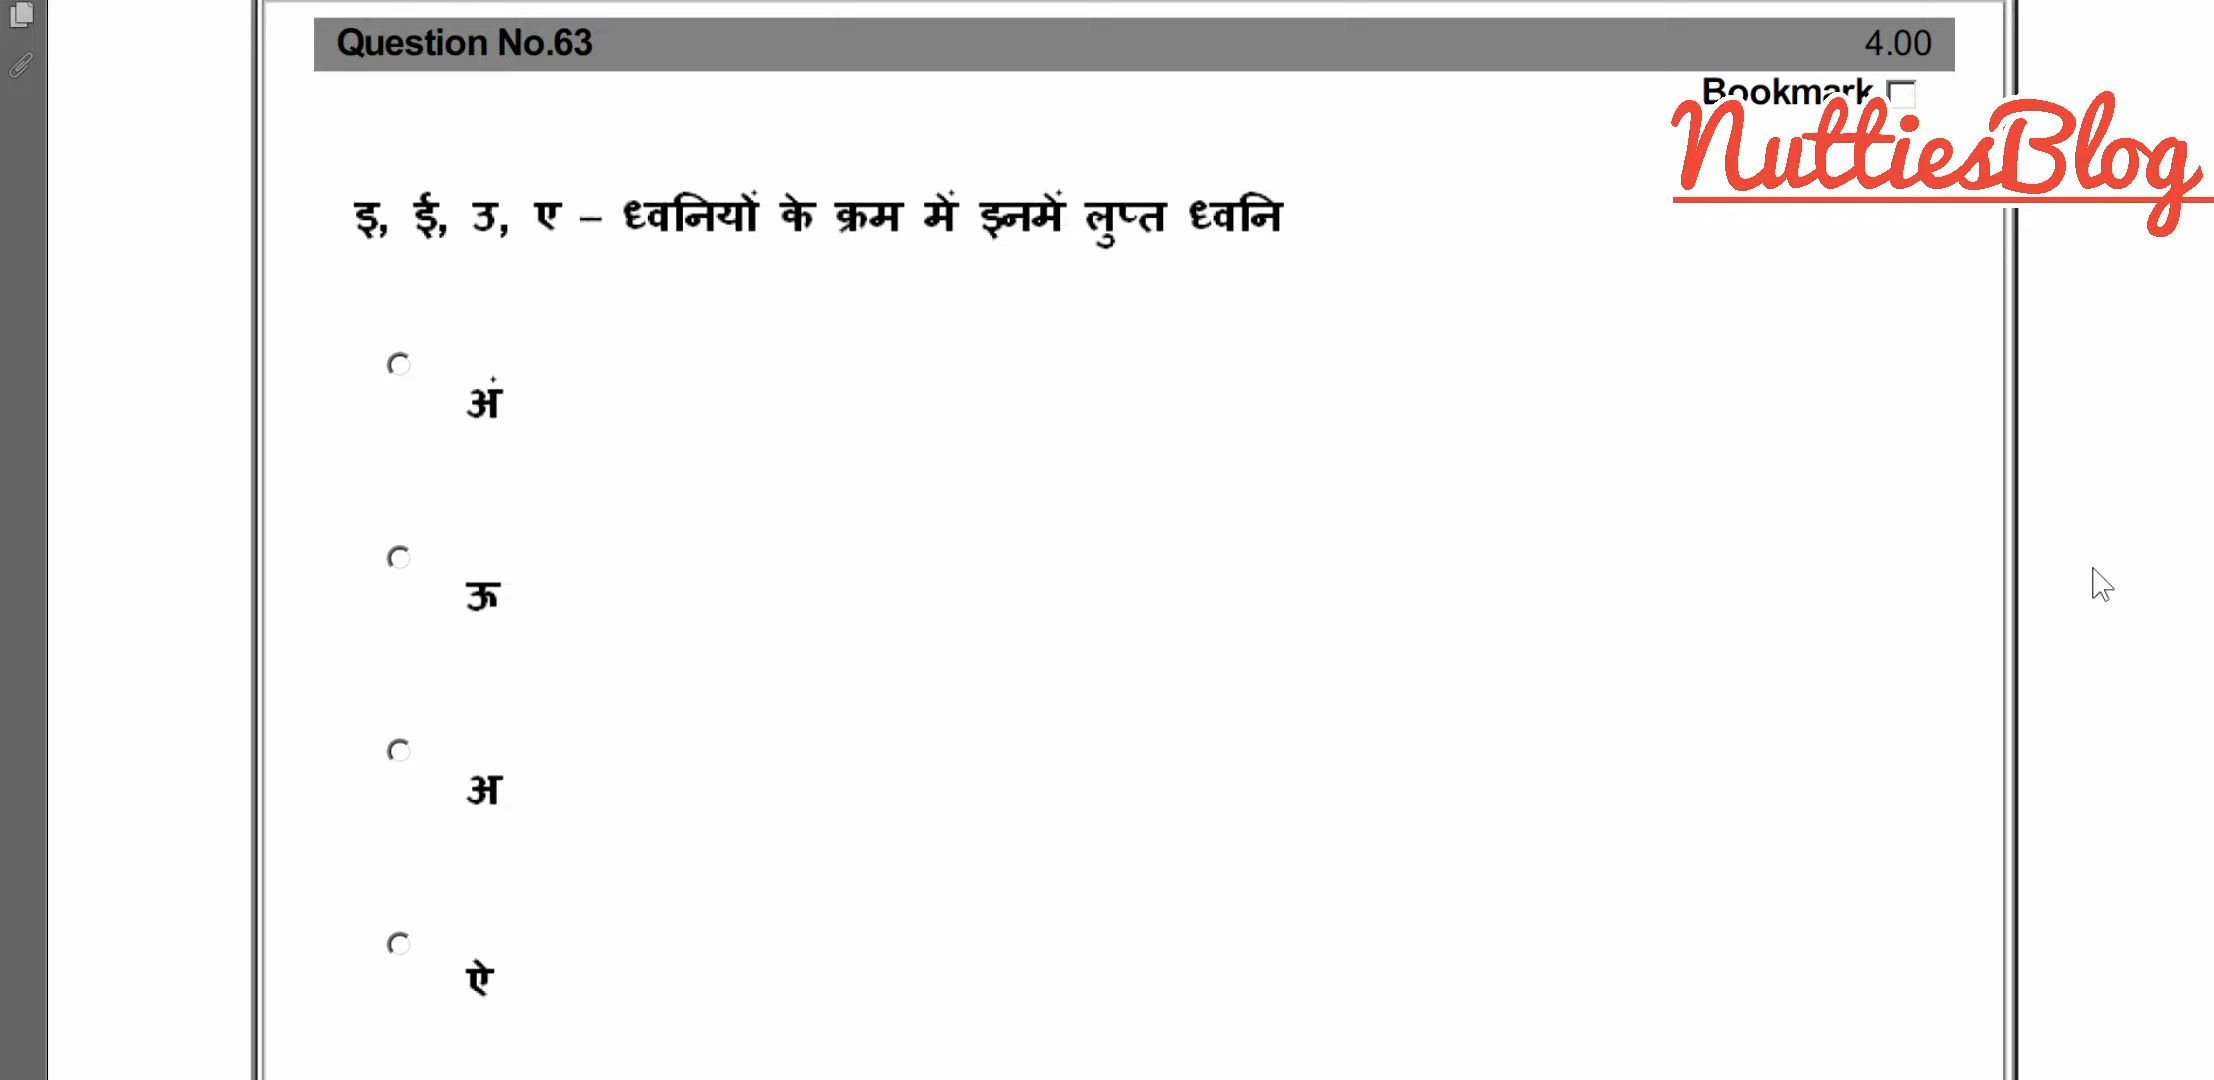 Question No.63 4.00
Bookmark
NuttiesBlog
इ, ई, उ, ए – ध्वनियों के क्रम में इनमें लुप्त ध्वनि
अं
ऊ
अ
ऐ